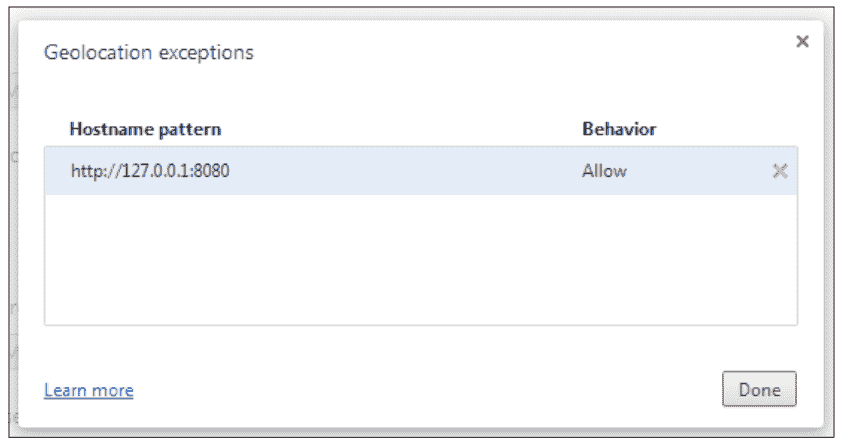 Geolocation exceptions
Hostname pattern Behavior
http://127.0.0.1:8080 Allow
Learn more Done